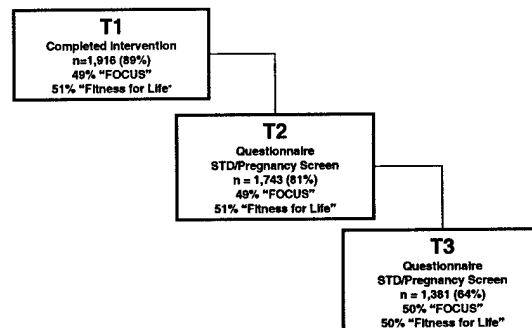 T1
Completed Intervention
n=1,916 (89%)
49% "FOCUS"
51% "Fitness for Life"
T2
Questionnaire
STD/Pregnancy Screen
n = 1,743 (81%)
49% "FOCUS"
51% "Fitness for Life"
T3
Questionnaire
STD/Pregnancy Screen
n = 1,381 (64%)
50% "FOCUS"
50% "Fitness for Life"